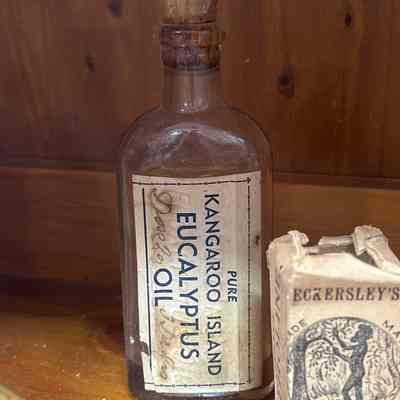 PURE
KANGAROO ISLAND
EUCALYPTUS
OIL
ECKERSLEY'S